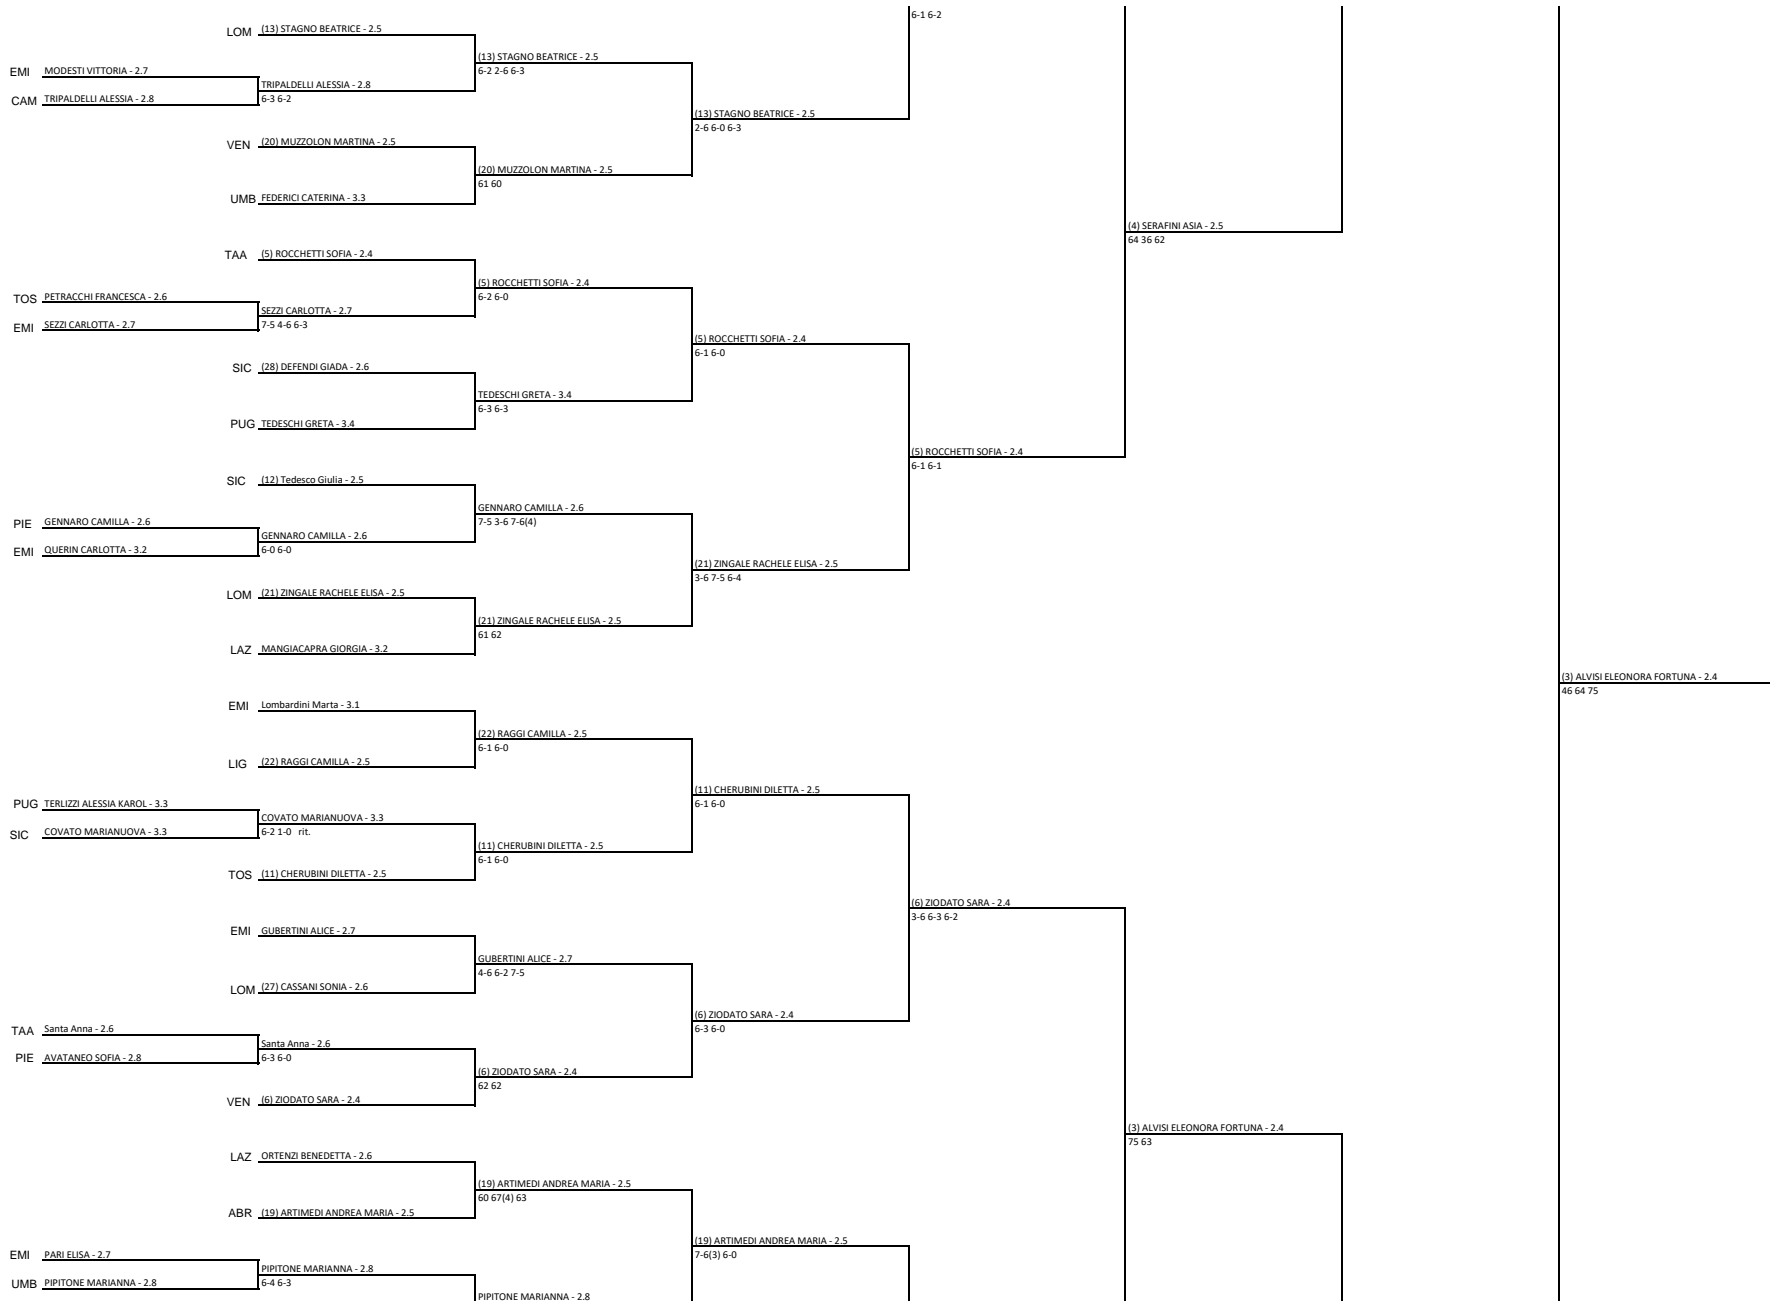 6-1 6-2
LOM (13) STAGNO BEATRICE - 2.5
(13) STAGNO BEATRICE - 2.5
EMI MODESTI VITTORIA - 2.7
6-2 2-6 6-3
TRIPALDELLI ALESSIA - 2.8
CAM TRIPALDELLI ALESSIA - 2.8
6-3 6-2
(13) STAGNO BEATRICE - 2.5
2-6 6-0 6-3
VEN (20) MUZZOLON MARTINA - 2.5
(20) MUZZOLON MARTINA - 2.5
61 60
UMB FEDERICI CATERINA - 3.3
(4) SERAFINI ASIA - 2.5
64 36 62
TAA (5) ROCCHETTI SOFIA - 2.4
(5) ROCCHETTI SOFIA - 2.4
TOS PETRACCHI FRANCESCA - 2.6
6-2 6-0
SEZZI CARLOTTA - 2.7
EMI SEZZI CARLOTTA - 2.7
7-5 4-6 6-3
(5) ROCCHETTI SOFIA - 2.4
6-1 6-0
SIC (28) DEFENDI GIADA - 2.6
TEDESCHI GRETA - 3.4
6-3 6-3
PUG TEDESCHI GRETA - 3.4
(5) ROCCHETTI SOFIA - 2.4
6-1 6-1
SIC (12) Tedesco Giulia - 2.5
GENNARO CAMILLA - 2.6
PIE GENNARO CAMILLA - 2.6
7-5 3-6 7-6(4)
GENNARO CAMILLA - 2.6
EMI QUERIN CARLOTTA - 3.2
6-0 6-0
(21) ZINGALE RACHELE ELISA - 2.5
3-6 7-5 6-4
LOM (21) ZINGALE RACHELE ELISA - 2.5
(21) ZINGALE RACHELE ELISA - 2.5
61 62
LAZ MANGIACAPRA GIORGIA - 3.2
(3) ALVISI ELEONORA FORTUNA - 2.4
46 64 75
EMI Lombardini Marta - 3.1
(22) RAGGI CAMILLA - 2.5
6-1 6-0
LIG (22) RAGGI CAMILLA - 2.5
(11) CHERUBINI DILETTA - 2.5
6-1 6-0
PUG TERLIZZI ALESSIA KAROL - 3.3
COVATO MARIANUOVA - 3.3
SIC COVATO MARIANUOVA - 3.3
6-2 1-0 rit.
(11) CHERUBINI DILETTA - 2.5
6-1 6-0
TOS (11) CHERUBINI DILETTA - 2.5
(6) ZIODATO SARA - 2.4
3-6 6-3 6-2
EMI GUBERTINI ALICE - 2.7
GUBERTINI ALICE - 2.7
4-6 6-2 7-5
LOM (27) CASSANI SONIA - 2.6
(6) ZIODATO SARA - 2.4
6-3 6-0
TAA Santa Anna - 2.6
Santa Anna - 2.6
PIE AVATANEO SOFIA - 2.8
6-3 6-0
(6) ZIODATO SARA - 2.4
62 62
VEN (6) ZIODATO SARA - 2.4
(3) ALVISI ELEONORA FORTUNA - 2.4
75 63
LAZ ORTENZI BENEDETTA - 2.6
(19) ARTIMEDI ANDREA MARIA - 2.5
60 67(4) 63
ABR (19) ARTIMEDI ANDREA MARIA - 2.5
(19) ARTIMEDI ANDREA MARIA - 2.5
7-6(3) 6-0
EMI PARI ELISA - 2.7
PIPITONE MARIANNA - 2.8
UMB PIPITONE MARIANNA - 2.8
6-4 6-3
PIPITONE MARIANNA - 2.8